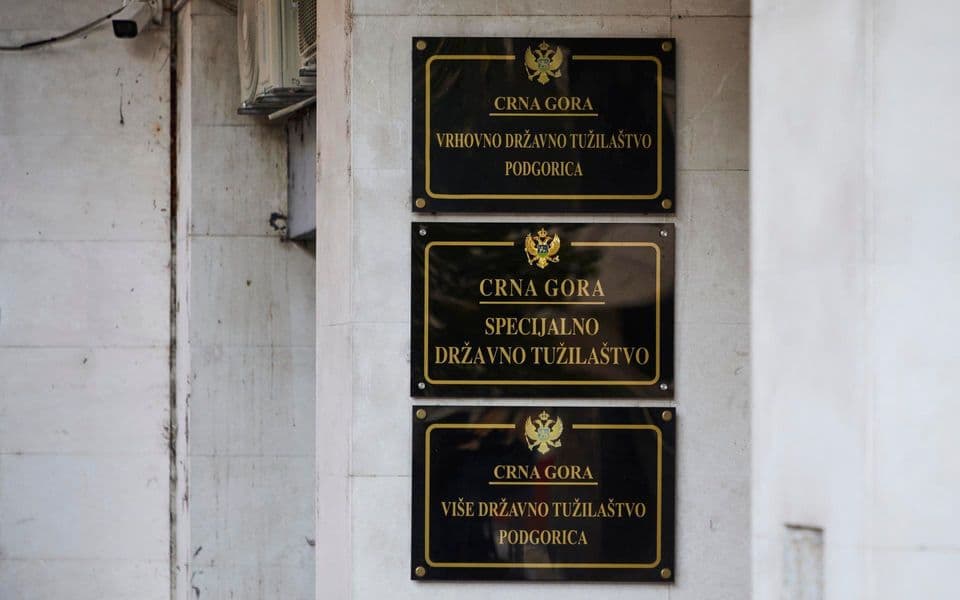 CRNA GORA
VRHOVNO DRŽAVNO TUŽILAŠTVO
PODGORICA
CRNA GORA
SPECIJALNO
DRŽAVNO TUŽILAŠTVO
CRNA GORA
VIŠE DRŽAVNO TUŽILAŠTVO
PODGORICA